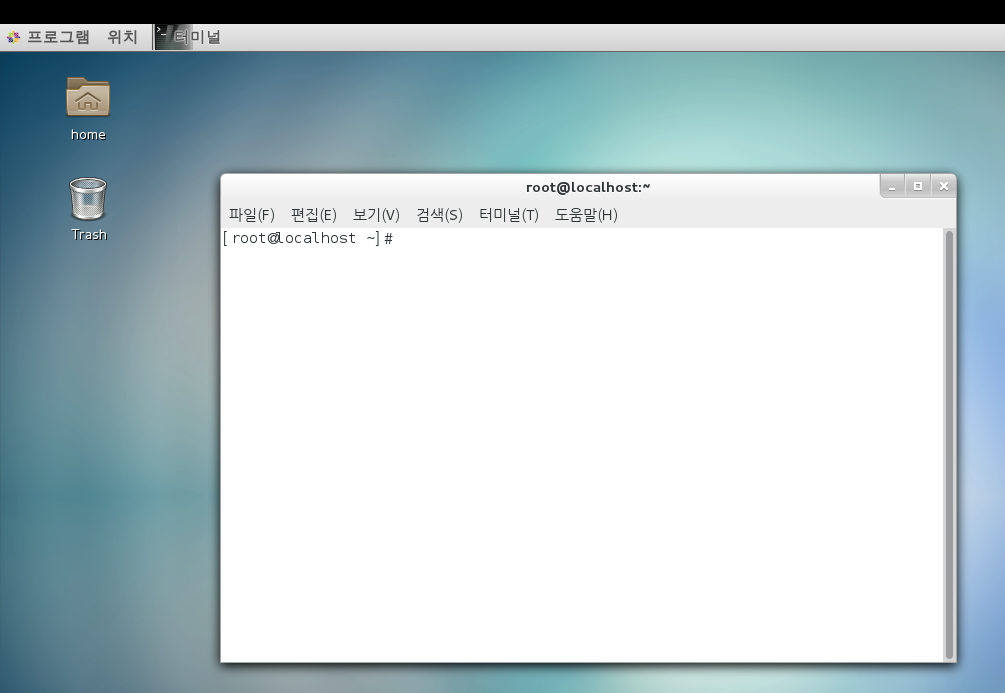 프로그램 위치 터미널
home
Trash
root@localhost:~
파일(F) 편집(E) 보기(V) 검색(S) 터미널(T) 도움말(H)
[root@localhost ~]#